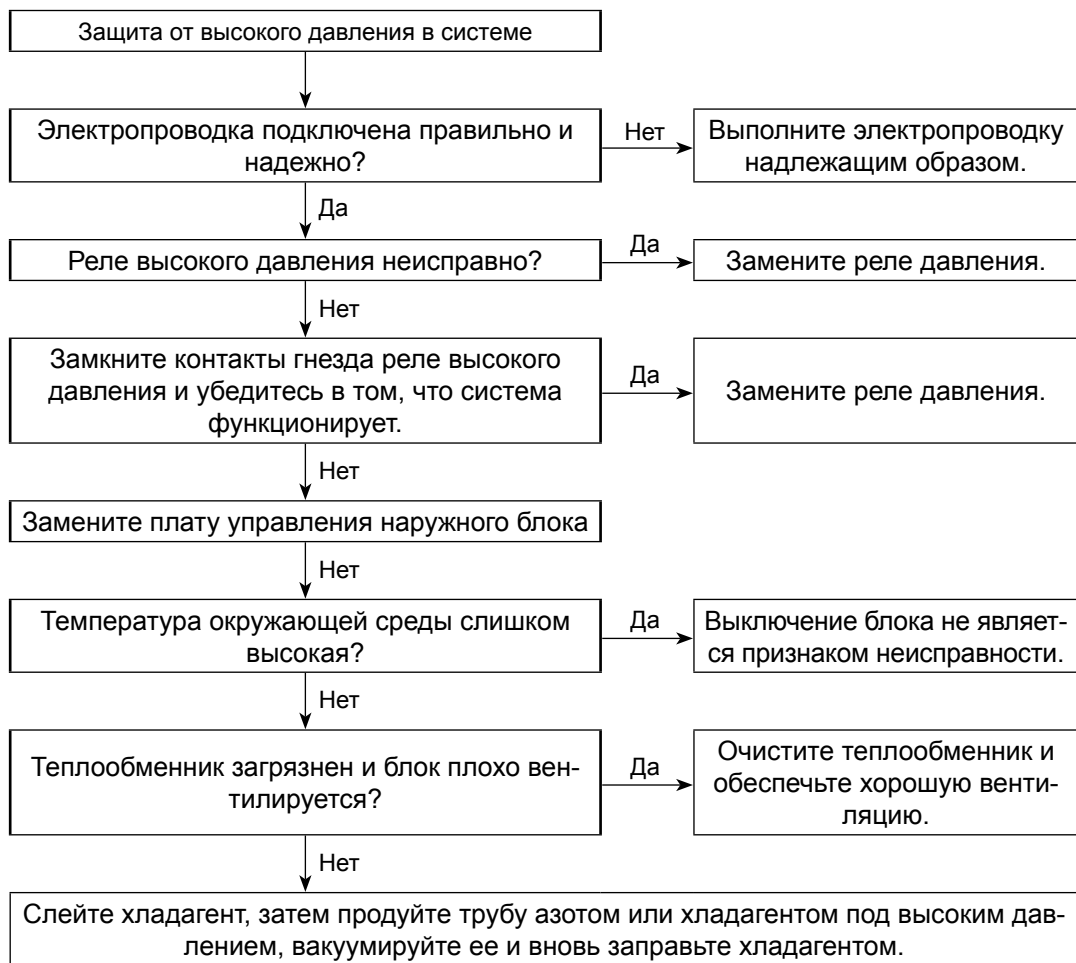 Защита от высокого давления в системе
Электропроводка подключена правильно и
надежно?
Нет
Выполните электропроводку
надлежащим образом.
Да
Реле высокого давления неисправно?
Да
Замените реле давления.
Нет
Замкните контакты гнезда реле высокого
давления и убедитесь в том, что система
функционирует.
Да
Замените реле давления.
Нет
Замените плату управления наружного блока
Нет
Температура окружающей среды слишком
высокая?
Да
Выключение блока не являет-
ся признаком неисправности.
Нет
Теплообменник загрязнен и блок плохо вен-
тилируется?
Да
Очистите теплообменник и
обеспечьте хорошую венти-
ляцию.
Нет
Слейте хладагент, затем продуйте трубу азотом или хладагентом под высоким дав-
лением, вакуумируйте ее и вновь заправьте хладагентом.